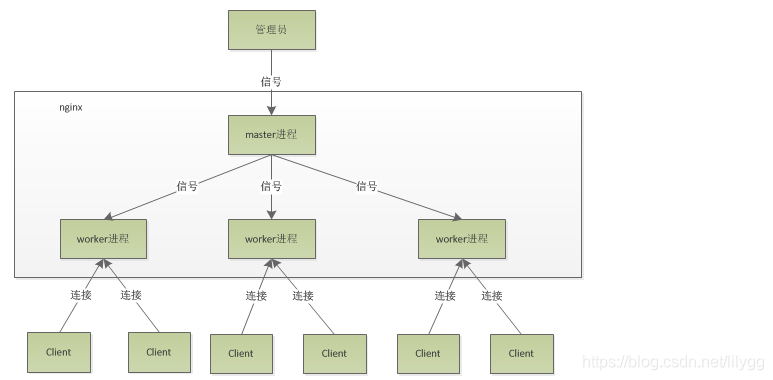 管理员
信号
nginx
master进程
信号 信号 信号
worker进程 worker进程 worker进程
连接 连接 连接 连接 连接 连接
Client Client Client Client Client Client
https://blog.csdn.net/lilygg